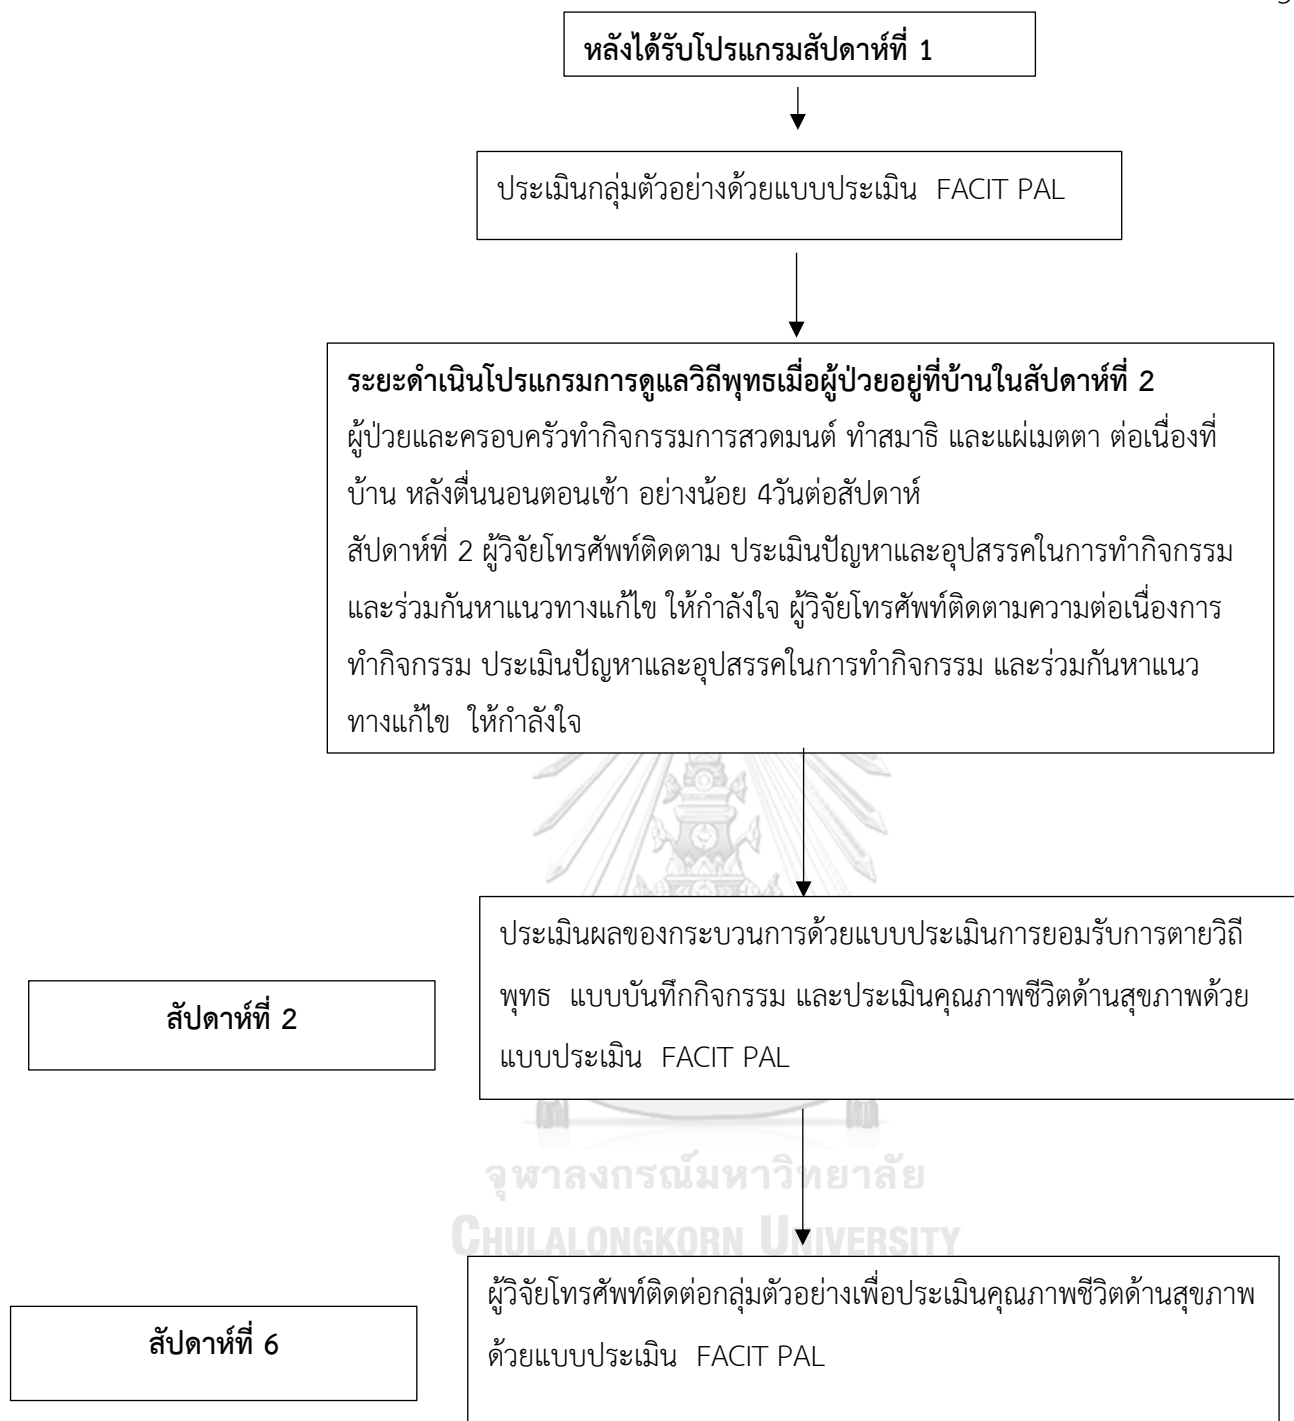 หลังได้รับโปรแกรมสัปดาห์ที่ 1
ประเมินกลุ่มตัวอย่างด้วยแบบประเมิน FACIT PAL
ระยะดำเนินโปรแกรมการดูแลวิถีพุทธเมื่อผู้ป่วยอยู่ที่บ้านในสัปดาห์ที่ 2
ผู้ป่วยและครอบครัวทำกิจกรรมการสวดมนต์ ทำสมาธิ และแผ่เมตตา ต่อเนื่องที่
บ้าน หลังตื่นนอนตอนเช้า อย่างน้อย 4วันต่อสัปดาห์
สัปดาห์ที่ 2 ผู้วิจัยโทรศัพท์ติดตาม ประเมินปัญหาและอุปสรรคในการทำกิจกรรม
และร่วมกันหาแนวทางแก้ไข ให้กำลังใจ ผู้วิจัยโทรศัพท์ติดตามความต่อเนื่องการ
ทำกิจกรรม ประเมินปัญหาและอุปสรรคในการทำกิจกรรม และร่วมกันหาแนว
ทางแก้ไข ให้กำลังใจ
ประเมินผลของกระบวนการด้วยแบบประเมินการยอมรับการตายวิถี
พุทธ แบบบันทึกกิจกรรม และประเมินคุณภาพชีวิตด้านสุขภาพด้วย
แบบประเมิน FACIT PAL
สัปดาห์ที่ 2
จุฬาลงกรณ์มหาวิทยาลัย
CHULALONGKORN UNIVERSITY
ผู้วิจัยโทรศัพท์ติดต่อกลุ่มตัวอย่างเพื่อประเมินคุณภาพชีวิตด้านสุขภาพ
ด้วยแบบประเมิน FACIT PAL
สัปดาห์ที่ 6